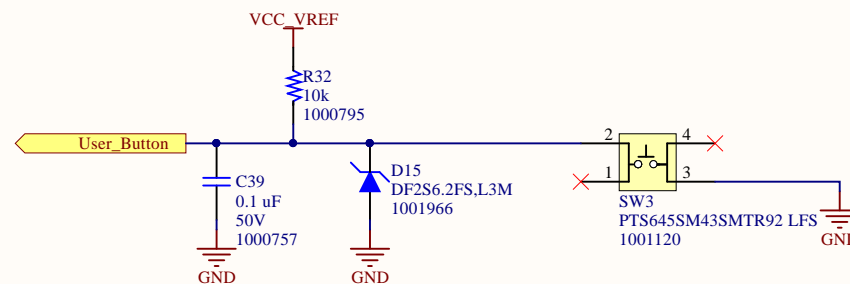 VCC_VREF
R32
10k
1000795
User_Button
C39
0.1 uF
50V
1000757
GND
D15
DF2S6.2FS,L3M
1001966
GND
2
4
1
3
SW3
PTS645SM43SMTR92 LFS
1001120
GND